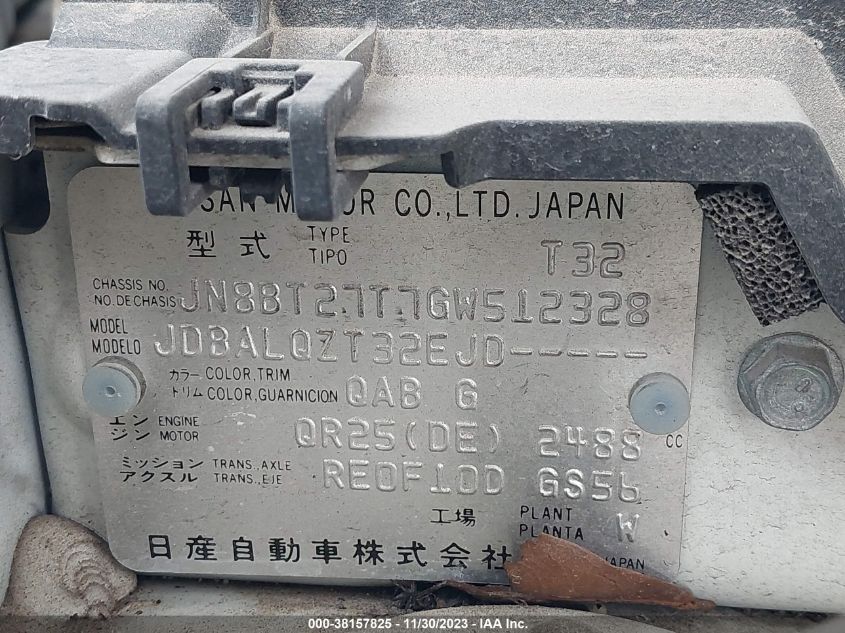 CO.,LTD. JAPAN
型式 TYPE TIPO T32
CHASSIS NO. NO. DE CHASIS JN8BT27T7GW512328
MODEL MODELO JD8ALQZT32EJD-----
カラー COLOR, TRIM トリム COLOR, GUARNICION QAB G
エンジン ENGINE MOTOR QR25(DE) 2488 CC
ミッション TRANS., AXLE アクスル TRANS., EJE RE0F10D GS56
工場 PLANT PLANTA W
日産自動車株式会社 JAPAN
000-38157825 - 11/30/2023 - IAA, Inc.